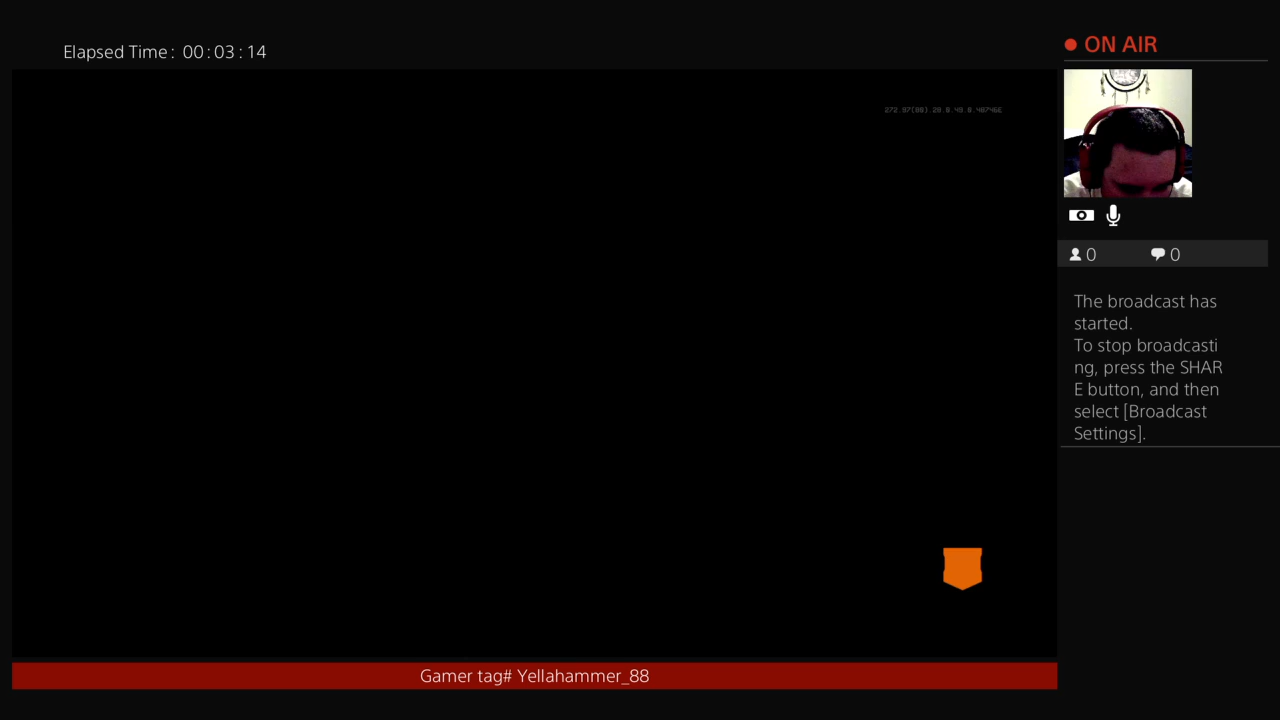 Elapsed Time: 00:03:14
ON AIR
0 0
The broadcast has
started.
To stop broadcasti
ng, press the SHAR
E button, and then
select [Broadcast
Settings].
Gamer tag# Yellahammer_88